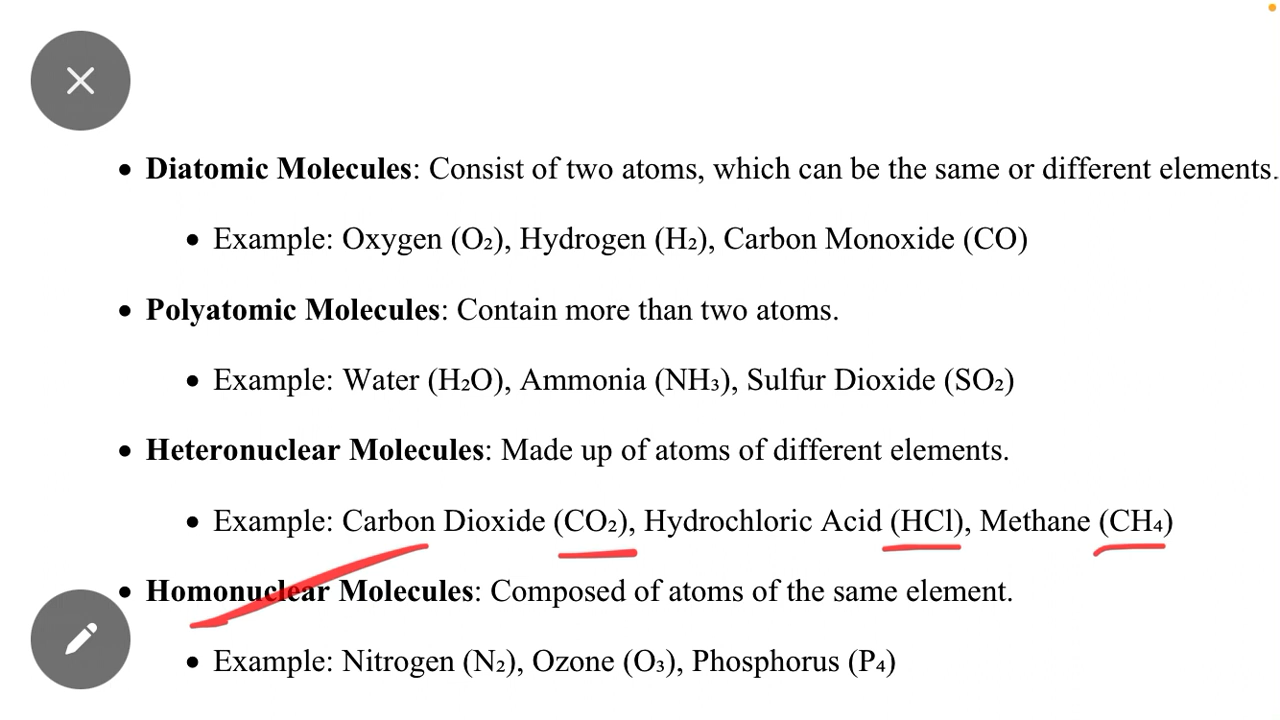 • Diatomic Molecules: Consist of two atoms, which can be the same or different elements.
• Example: Oxygen (O₂), Hydrogen (H₂), Carbon Monoxide (CO)
• Polyatomic Molecules: Contain more than two atoms.
• Example: Water (H₂O), Ammonia (NH₃), Sulfur Dioxide (SO₂)
• Heteronuclear Molecules: Made up of atoms of different elements.
• Example: Carbon Dioxide (CO₂), Hydrochloric Acid (HCl), Methane (CH₄)
• Homonuclear Molecules: Composed of atoms of the same element.
• Example: Nitrogen (N₂), Ozone (O₃), Phosphorus (P₄)